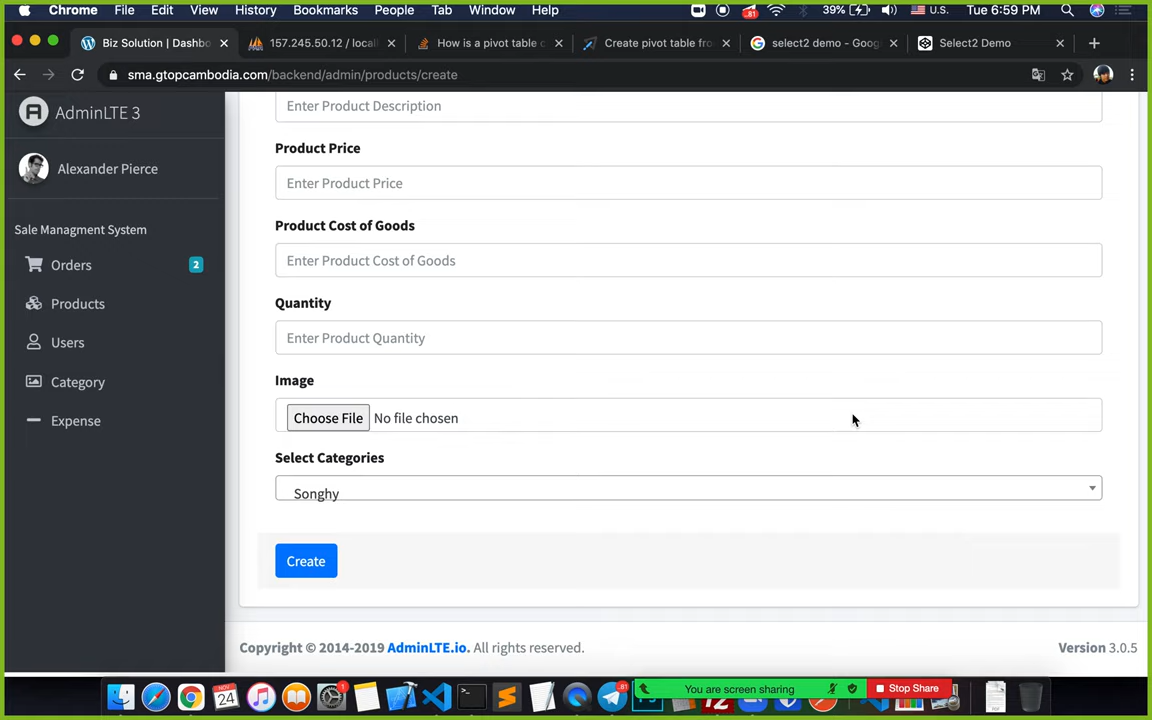 Chrome File Edit View History Bookmarks People Tab Window Help 81 39% U.S. Tue 6:59 PM
Biz Solution | Dashbo 157.245.50.12 / local How is a pivot table c Create pivot table fro select2 demo - Goog Select2 Demo
sma.gtopcambodia.com/backend/admin/products/create
AdminLTE 3
Enter Product Description
Alexander Pierce
Product Price
Enter Product Price
Sale Managment System
Product Cost of Goods
Orders 2
Enter Product Cost of Goods
Products
Quantity
Users
Enter Product Quantity
Category
Image
Expense
Choose File No file chosen
Select Categories
Songhy
Create
Copyright © 2014-2019 AdminLTE.io. All rights reserved.
Version 3.0.5
NOV
24
1
81
You are screen sharing
Stop Share